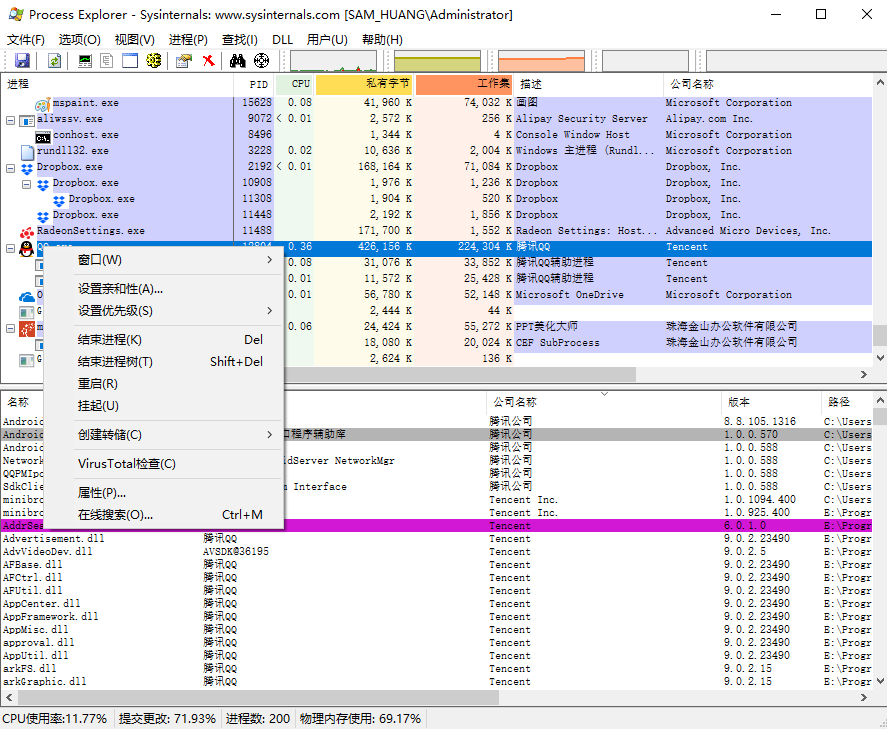 Process Explorer - Sysinternals: www.sysinternals.com [SAM_HUANG\Administrator]
文件(F) 选项(O) 视图(V) 进程(P) 查找(I) DLL 用户(U) 帮助(H)
进程 PID CPU 私有字节 工作集 描述 公司名称
mspaint.exe 15628 0.08 41,960 K 74,032 K 画图 Microsoft Corporation
aliwssv.exe 9072 < 0.01 2,572 K 256 K Alipay Security Server Alipay.com Inc.
conhost.exe 8496 1,344 K 4 K Console Window Host Microsoft Corporation
rundll32.exe 3228 0.02 10,636 K 2,004 K Windows 主进程 (Rundl... Microsoft Corporation
Dropbox.exe 2192 < 0.01 168,164 K 71,084 K Dropbox Dropbox, Inc.
Dropbox.exe 10908 1,976 K 1,236 K Dropbox Dropbox, Inc.
Dropbox.exe 11308 1,904 K 520 K Dropbox Dropbox, Inc.
Dropbox.exe 11448 2,192 K 1,856 K Dropbox Dropbox, Inc.
RadeonSettings.exe 11488 171,700 K 1,552 K Radeon Settings: Host... Advanced Micro Devices, Inc.
0.36 426,156 K 224,304 K 腾讯QQ Tencent
0.08 31,076 K 33,852 K 腾讯QQ辅助进程 Tencent
0.01 11,572 K 25,428 K 腾讯QQ辅助进程 Tencent
0.01 56,780 K 52,148 K Microsoft OneDrive Microsoft Corporation
2,444 K 44 K
0.06 24,424 K 55,272 K PPT美化大师 珠海金山办公软件有限公司
18,080 K 20,024 K CEF SubProcess 珠海金山办公软件有限公司
2,624 K 136 K
窗口(W)
设置亲和性(A)...
设置优先级(S)
结束进程(K) Del
结束进程树(T) Shift+Del
重启(R)
挂起(U)
创建转储(C)
VirusTotal检查(C)
属性(P)...
在线搜索(O)... Ctrl+M
名称 公司名称 版本 路径
Android 腾讯公司 8.8.105.1316 C:\Users
Android 口程序辅助库 腾讯公司 1.0.0.570 C:\Users
Android 腾讯公司 1.0.0.588 C:\Users
Network idServer NetworkMgr 腾讯公司 1.0.0.588 C:\Users
QQPMIpc 腾讯公司 1.0.0.588 C:\Users
SdkClie Interface 腾讯公司 1.0.0.588 C:\Users
minibro Tencent Inc. 1.0.1094.400 C:\Users
minibro Tencent Inc. 1.0.925.400 E:\Progr
AddrSea Tencent 6.0.1.0 E:\Progr
Advertisement.dll 腾讯QQ Tencent 9.0.2.23490 E:\Progr
AdvVideoDev.dll AVSDK@36195 Tencent 9.0.2.5 E:\Progr
AFBase.dll 腾讯QQ Tencent 9.0.2.23490 E:\Progr
AFCtrl.dll 腾讯QQ Tencent 9.0.2.23490 E:\Progr
AFUtil.dll 腾讯QQ Tencent 9.0.2.23490 E:\Progr
AppCenter.dll 腾讯QQ Tencent 9.0.2.23490 E:\Progr
AppFramework.dll 腾讯QQ Tencent 9.0.2.23490 E:\Progr
AppMisc.dll 腾讯QQ Tencent 9.0.2.23490 E:\Progr
approval.dll 腾讯QQ Tencent 9.0.2.23490 E:\Progr
AppUtil.dll 腾讯QQ Tencent 9.0.2.23490 E:\Progr
arkFS.dll 腾讯QQ Tencent 9.0.2.15 E:\Progr
arkGraphic.dll 腾讯QQ Tencent 9.0.2.15 E:\Progr
CPU使用率:11.77% 提交更改: 71.93% 进程数: 200 物理内存使用: 69.17%